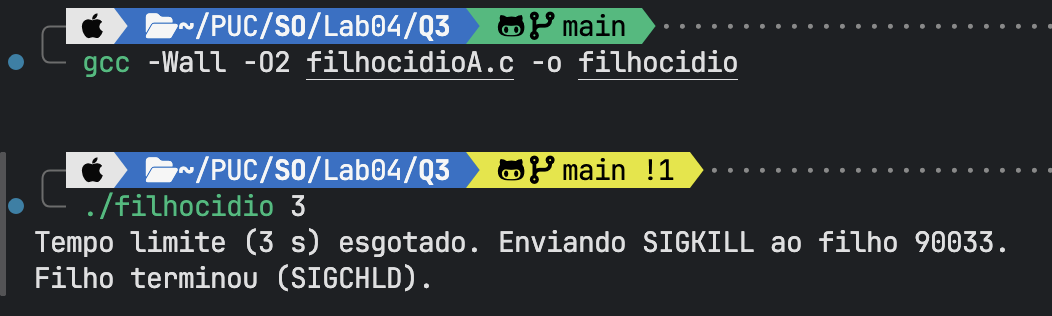 ~/PUC/SO/Lab04/Q3 main
gcc -Wall -O2 filhocidioA.c -o filhocidio
~/PUC/SO/Lab04/Q3 main !1
./filhocidio 3
Tempo limite (3 s) esgotado. Enviando SIGKILL ao filho 90033.
Filho terminou (SIGCHLD).